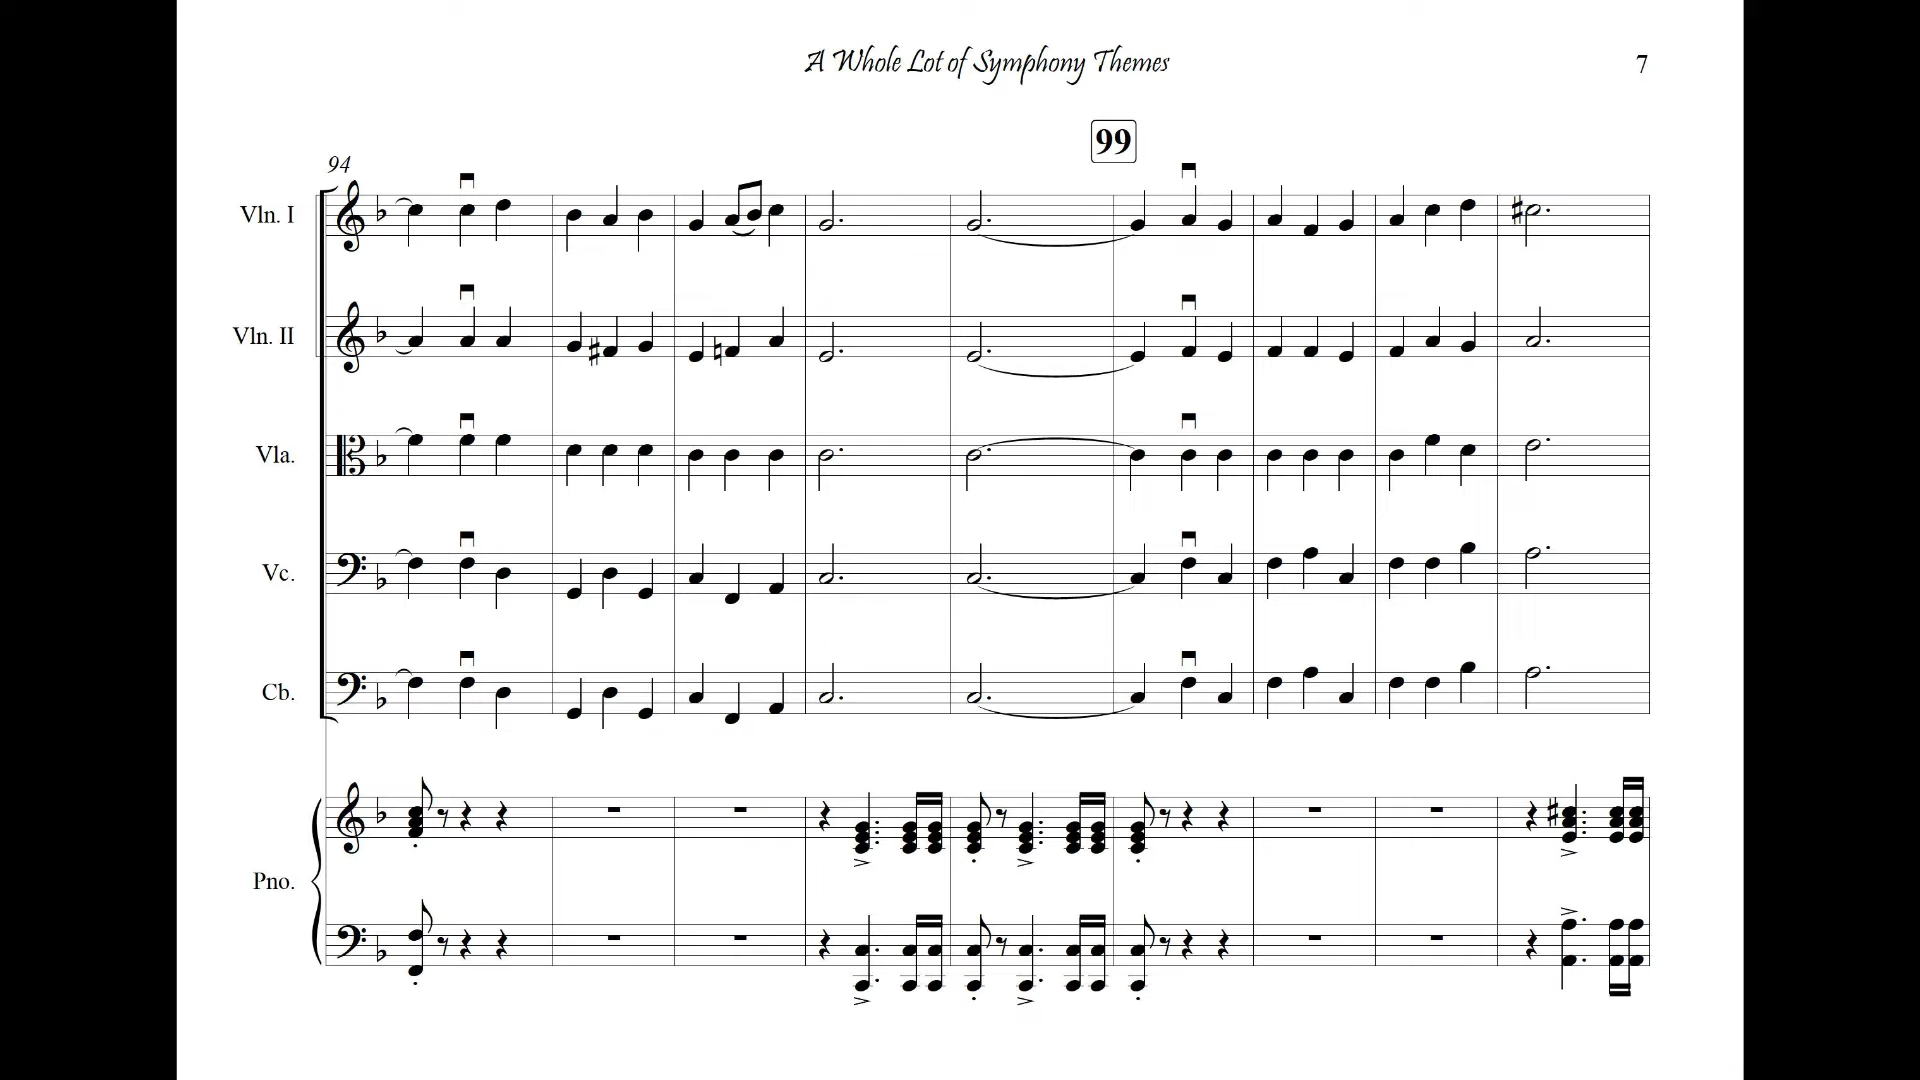 A Whole Lot of Symphony Themes
7
99
94
Vln. I
Vln. II
Vla.
Vc.
Cb.
Pno.